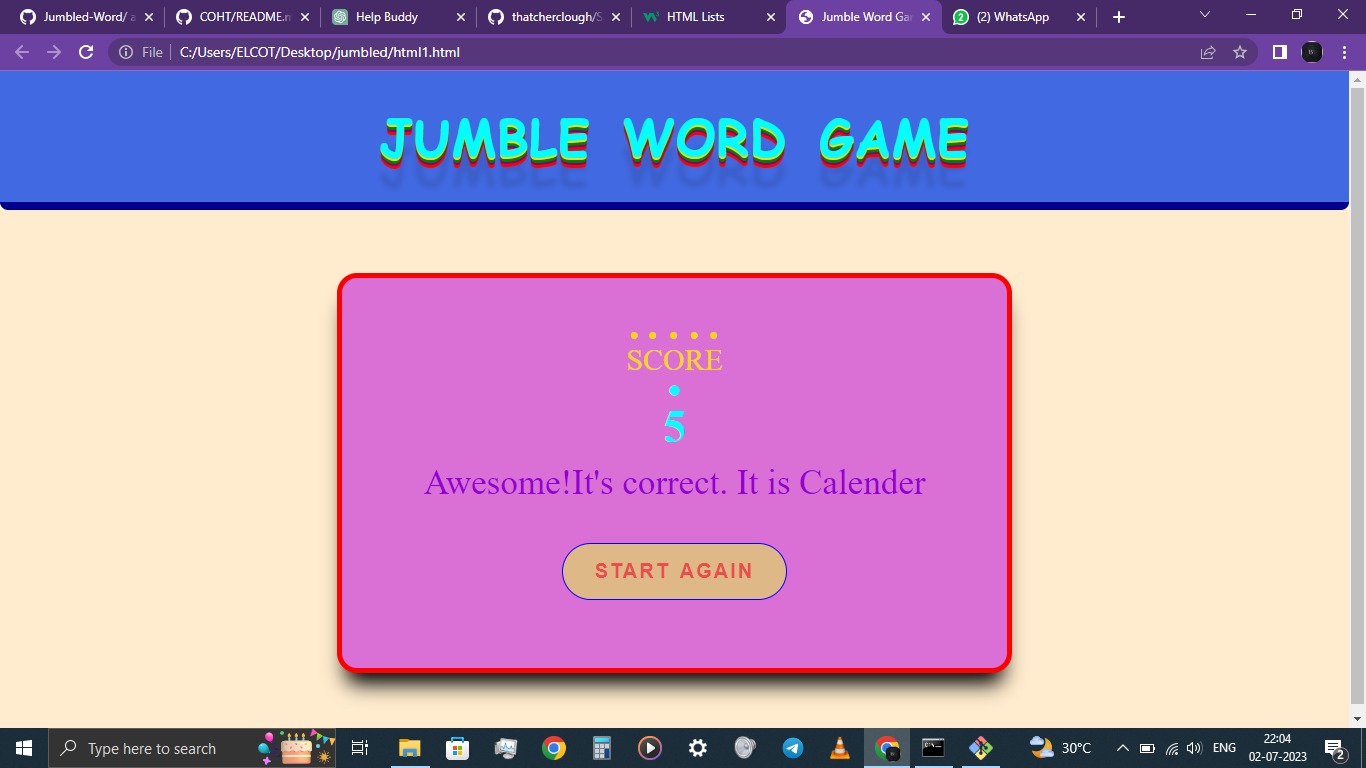 Jumbled-Word/ a
COHT/README.m
Help Buddy
thatcherclough/S
HTML Lists
Jumble Word Gam
(2) WhatsApp
File
C:/Users/ELCOT/Desktop/jumbled/html1.html
JUMBLE WORD GAME
SCORE
5
Awesome!It's correct. It is Calender
START AGAIN
Type here to search
30°C
ENG
22:04
02-07-2023
2